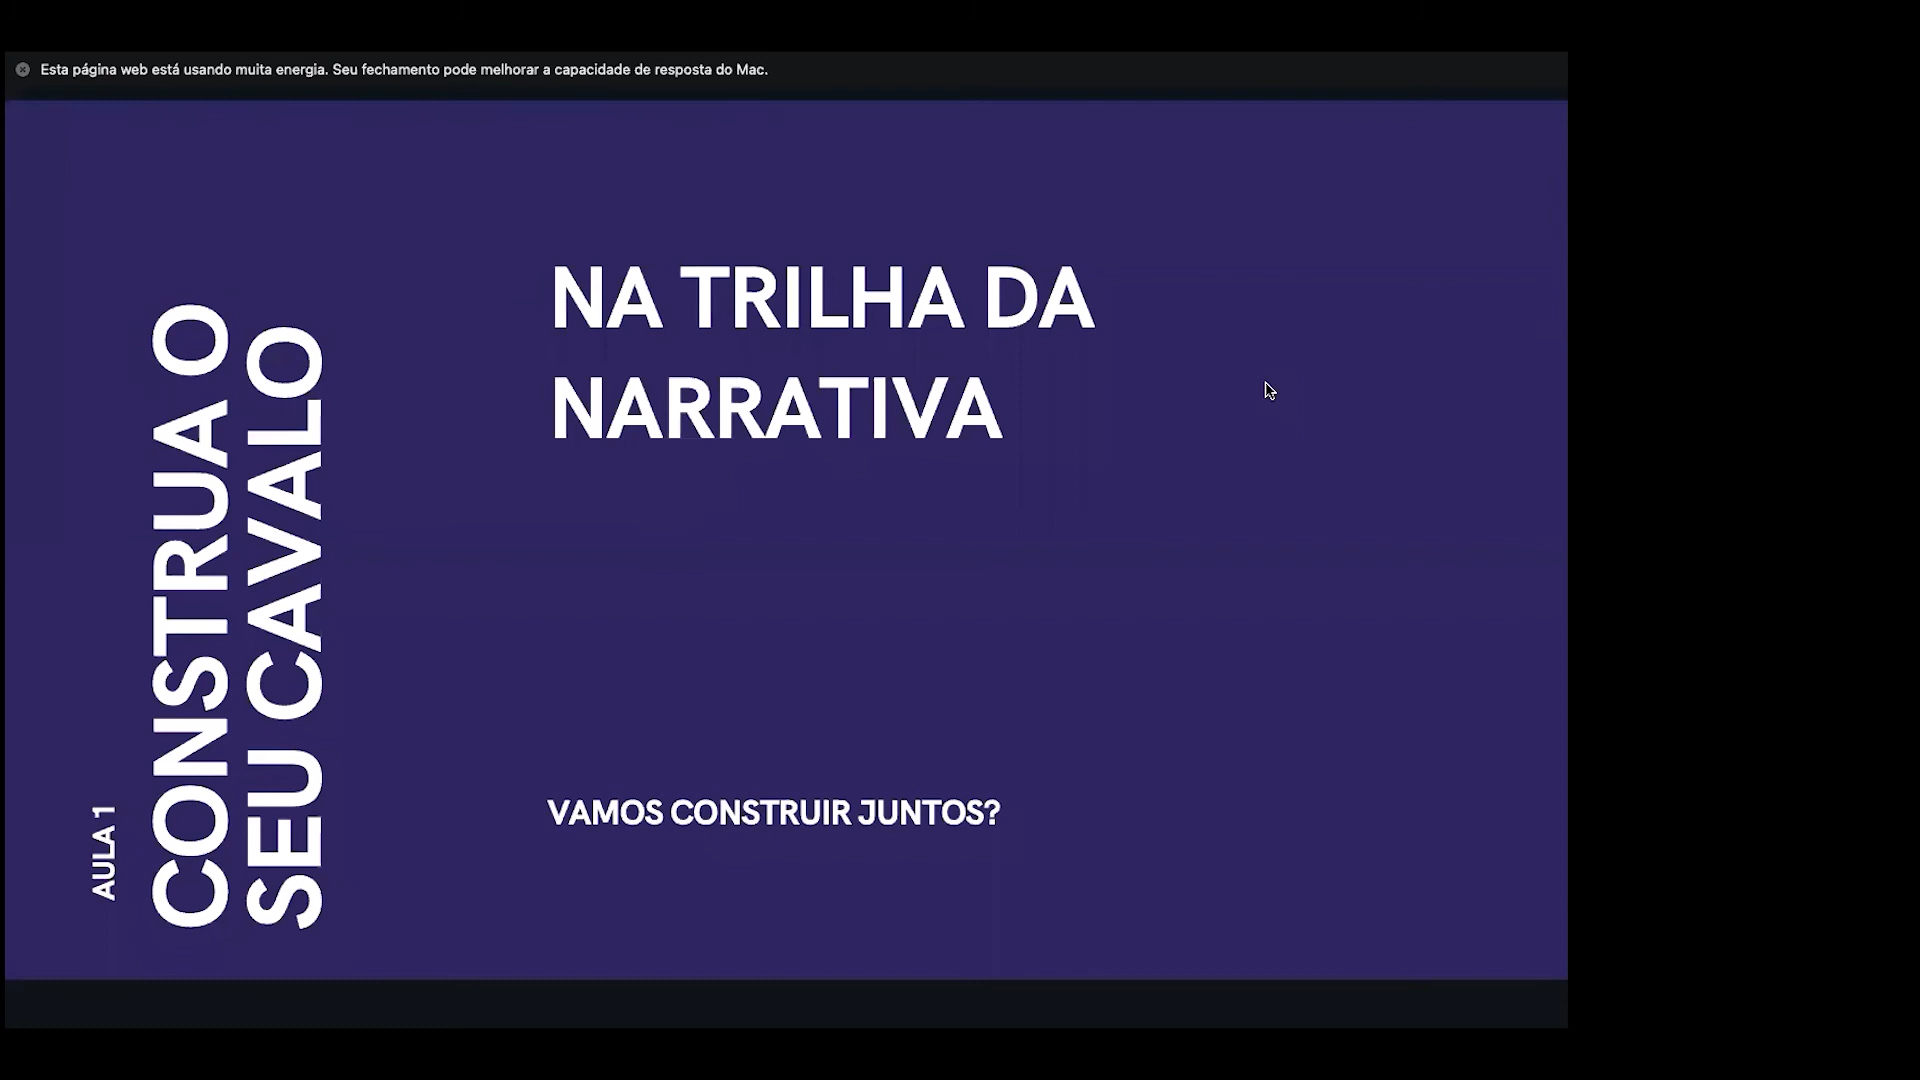 Esta página web está usando muita energia. Seu fechamento pode melhorar a capacidade de resposta do Mac.
AULA 1
CONSTRUA O
SEU CAVALO
NA TRILHA DA
NARRATIVA
VAMOS CONSTRUIR JUNTOS?